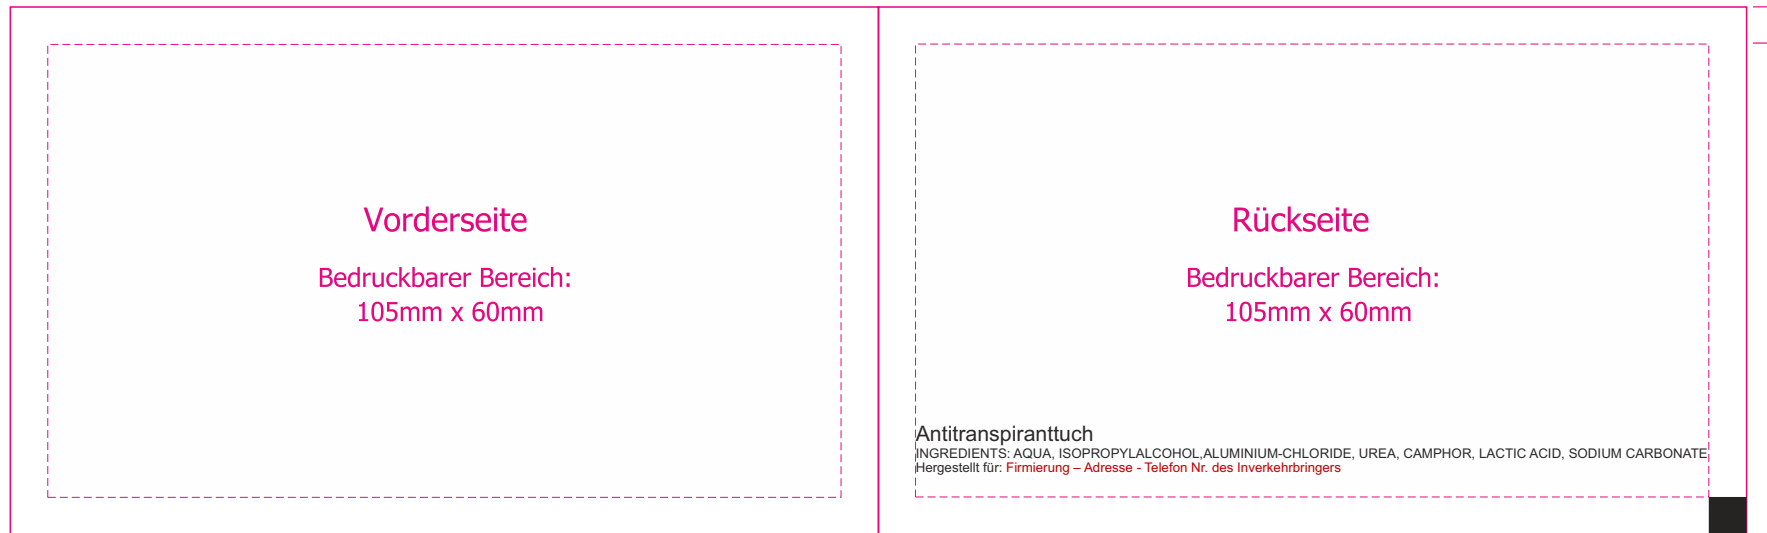 Vorderseite
Bedruckbarer Bereich:
105mm x 60mm
Rückseite
Bedruckbarer Bereich:
105mm x 60mm
Antitranspiranttuch
INGREDIENTS: AQUA, ISOPROPYLALCOHOL,ALUMINIUM-CHLORIDE, UREA, CAMPHOR, LACTIC ACID, SODIUM CARBONATE
Hergestellt für: Firmierung – Adresse - Telefon Nr. des Inverkehrbringers